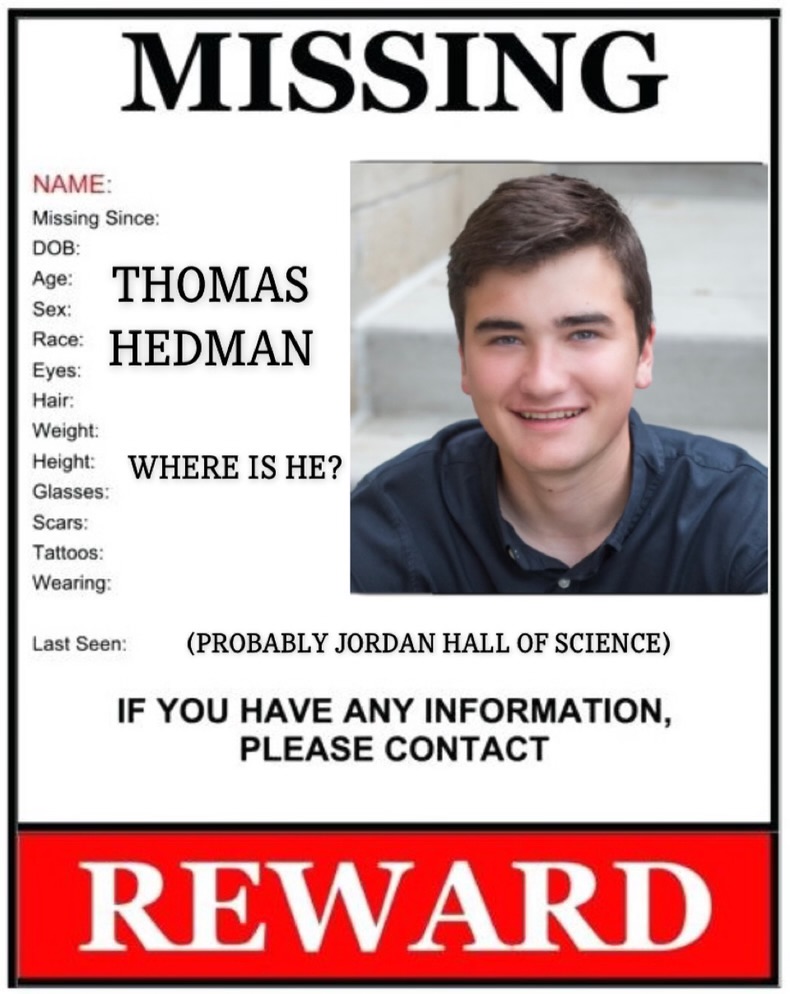 MISSING
NAME:
Missing Since:
DOB:
Age:
THOMAS
Sex:
Race:
HEDMAN
Eyes:
Hair:
Weight:
Height:
WHERE IS HE?
Glasses:
Scars:
Tattoos:
Wearing:
Last Seen: (PROBABLY JORDAN HALL OF SCIENCE)
IF YOU HAVE ANY INFORMATION,
PLEASE CONTACT
REWARD